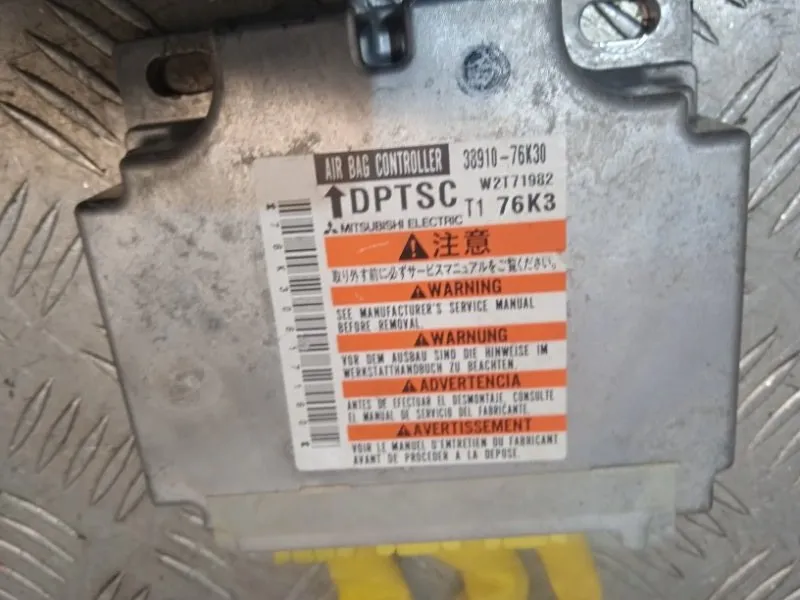 AIR BAG CONTROLLER 38910-76K30
↑DPTSC W2T71982
T1 76K3
MITSUBISHI ELECTRIC
注意
取り外す前に必ずサービスマニュアルをご覧ください。
WARNING
SEE MANUFACTURER'S SERVICE MANUAL
BEFORE REMOVAL.
WARNUNG
VOR DEM AUSBAU SIND DIE HINWEISE IM
WERKSTATTHANDBUCH ZU BEACHTEN.
ADVERTENCIA
ANTES DE EFECTUAR EL DESMONTAJE, CONSULTE
EL MANUAL DE SERVICIO DEL FABRICANTE.
AVERTISSEMENT
VOIR LE MANUEL D'ENTRETIEN DU FABRICANT
AVANT DE PROCEDER A LA DEPOSE.